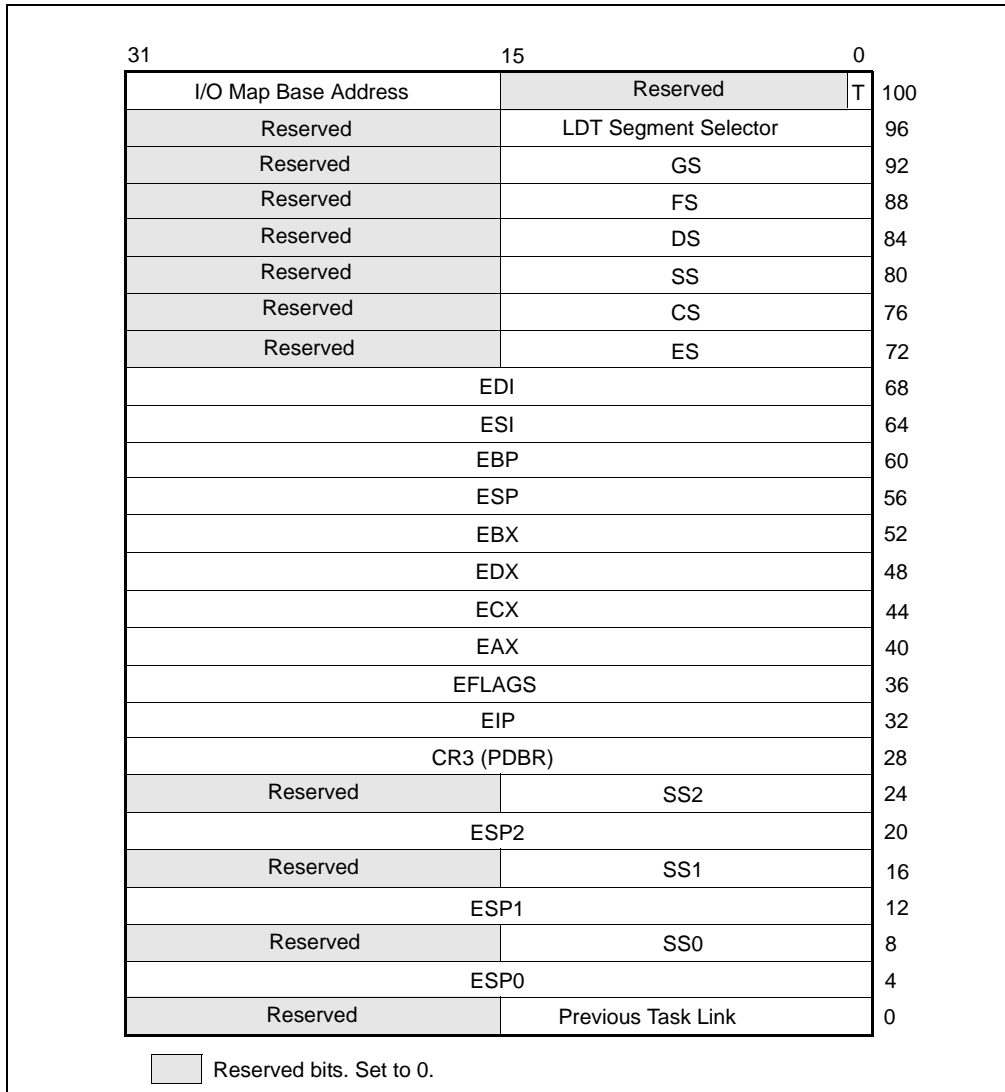 31 15 0
I/O Map Base Address Reserved T 100
Reserved LDT Segment Selector 96
Reserved GS 92
Reserved FS 88
Reserved DS 84
Reserved SS 80
Reserved CS 76
Reserved ES 72
EDI 68
ESI 64
EBP 60
ESP 56
EBX 52
EDX 48
ECX 44
EAX 40
EFLAGS 36
EIP 32
CR3 (PDBR) 28
Reserved SS2 24
ESP2 20
Reserved SS1 16
ESP1 12
Reserved SS0 8
ESP0 4
Reserved Previous Task Link 0
Reserved bits. Set to 0.